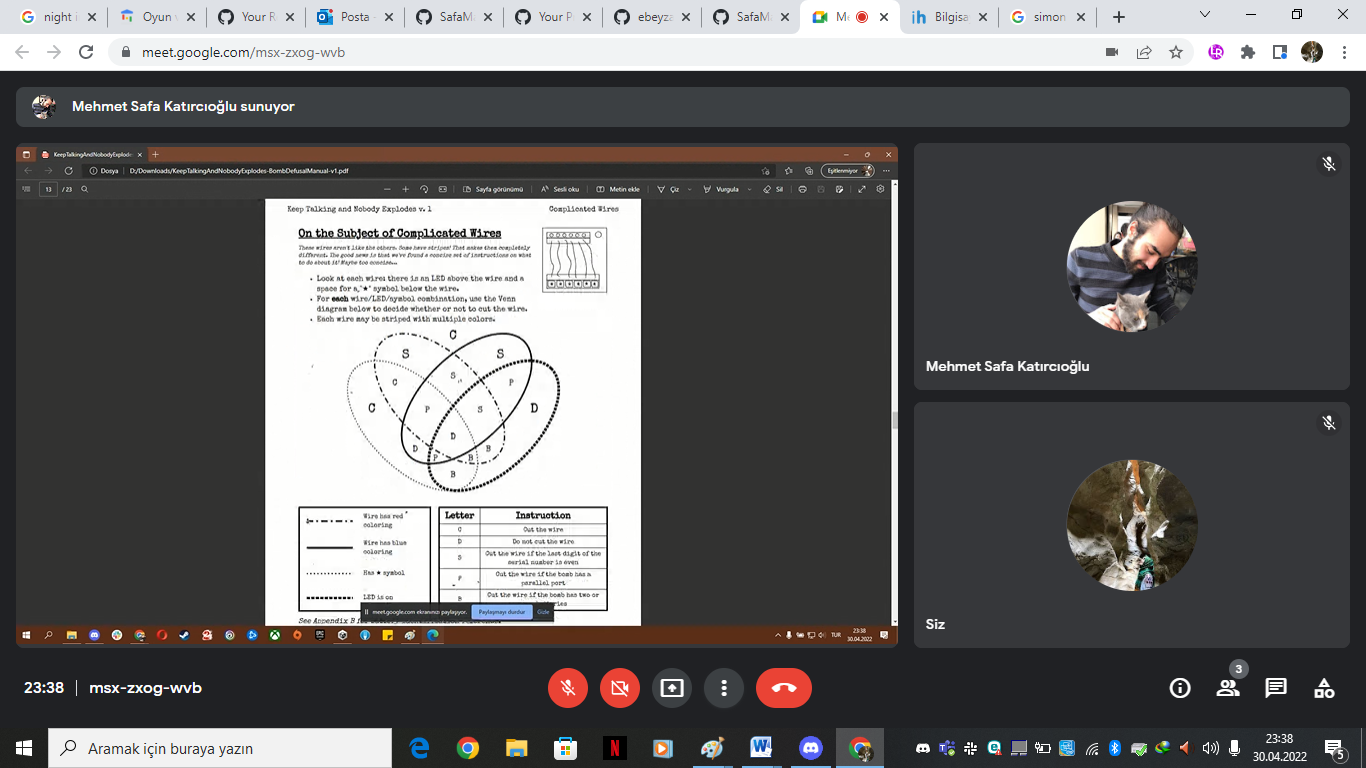 night i
Oyun v
Your R
Posta -
SafaM
Your P
ebeyza
SafaM
Me
Bilgisa
simon
meet.google.com/msx-zxog-wvb
Mehmet Safa Katırcıoğlu sunuyor
KeepTalkingAndNobodyExplode
Dosya | D:/Downloads/KeepTalkingAndNobodyExplodes-BombDefusalManual-v1.pdf
Eşitlenmiyor
13 / 23
Sayfa görünümü
Sesli oku
Metin ekle
Çiz
Vurgula
Sil
Keep Talking and Nobody Explodes v. 1
Complicated Wires
On the Subject of Complicated Wires
These wires aren't like the others. Some have stripes! That makes them completely
different. The good news is that we've found a concise set of instructions on what
to do about it! Maybe too concise...
• Look at each wire: there is an LED above the wire and a
space for a "★" symbol below the wire.
• For each wire/LED/symbol combination, use the Venn
diagram below to decide whether or not to cut the wire.
• Each wire may be striped with multiple colors.
C
S S
S
C P
C P S D
D
D P B B
B
Wire has red
coloring
Wire has blue
coloring
Has ★ symbol
LED is on
Letter Instruction
C Cut the wire
D Do not cut the wire
S Cut the wire if the last digit of the
serial number is even
P Cut the wire if the bomb has a
parallel port
B Cut the wire if the bomb has two or
meet.google.com ekranınızı paylaşıyor.
Paylaşmayı durdur
Gizle
TUR
23:38
30.04.2022
Mehmet Safa Katırcıoğlu
Siz
23:38 | msx-zxog-wvb
3
Aramak için buraya yazın
23:38
30.04.2022
5